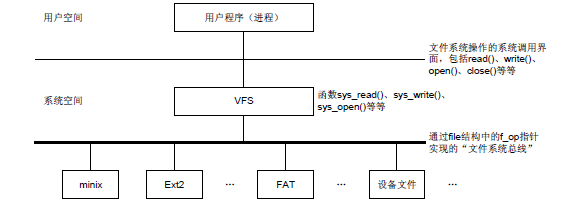 用户空间
用户程序（进程）
文件系统操作的系统调用界
面，包括read()、write()、
open()、close()等等
系统空间
VFS
函数sys_read()、sys_write()、
sys_open()等等
通过file结构中的f_op指针
实现的“文件系统总线”
minix
Ext2
…
FAT
…
设备文件
…